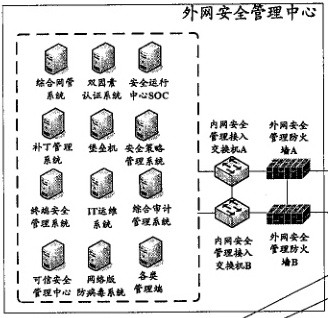 外网安全管理中心
综合网管
系统
双因素
认证系统
安全运行
中心SOC
补丁管理
系统
堡垒机
安全策略
管理系统
终端安全
管理系统
IT运维
系统
综合审计
管理系统
可信安全
管理中心
网络版
防病毒系统
各类
管理端
内网安全
管理接入
交换机A
外网安全
管理防火
墙A
内网安全
管理接入
交换机B
外网安全
管理防火
墙B